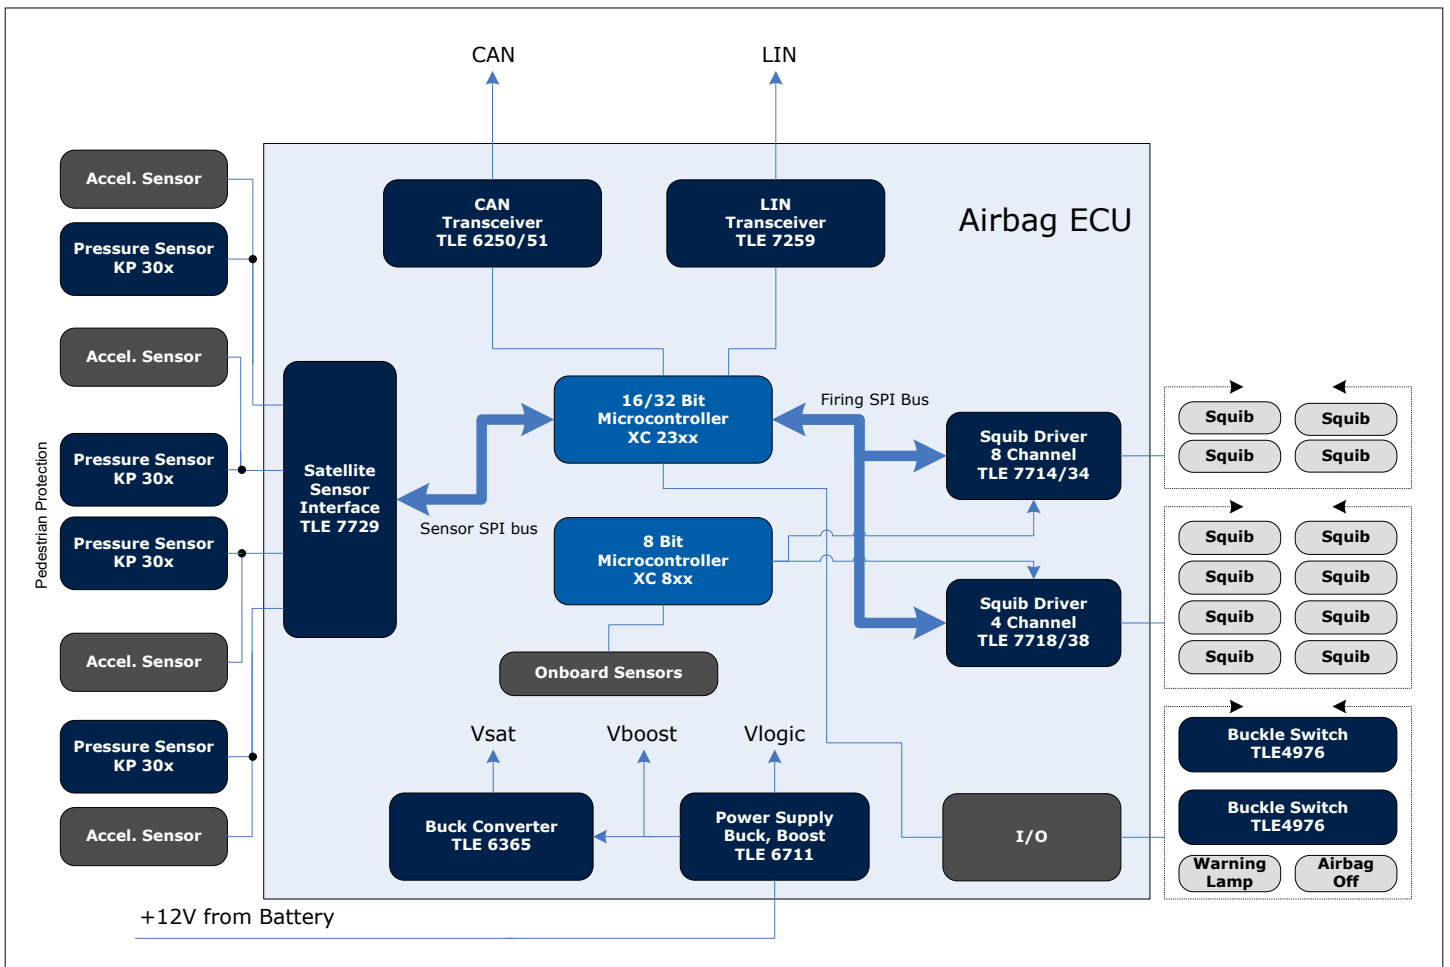 CAN
LIN
Airbag ECU
CAN
Transceiver
TLE 6250/51
LIN
Transceiver
TLE 7259
Accel. Sensor
Pressure Sensor
KP 30x
Accel. Sensor
Pressure Sensor
KP 30x
Pressure Sensor
KP 30x
Accel. Sensor
Pressure Sensor
KP 30x
Accel. Sensor
Pedestrian Protection
Satellite
Sensor
Interface
TLE 7729
Sensor SPI bus
16/32 Bit
Microcontroller
XC 23xx
Firing SPI Bus
8 Bit
Microcontroller
XC 8xx
Onboard Sensors
Squib Driver
8 Channel
TLE 7714/34
Squib Driver
4 Channel
TLE 7718/38
Squib
Squib
Squib
Squib
Squib
Squib
Squib
Squib
Squib
Squib
Squib
Squib
Vsat
Vboost
Vlogic
Buck Converter
TLE 6365
Power Supply
Buck, Boost
TLE 6711
I/O
Buckle Switch
TLE4976
Buckle Switch
TLE4976
Warning
Lamp
Airbag
Off
+12V from Battery